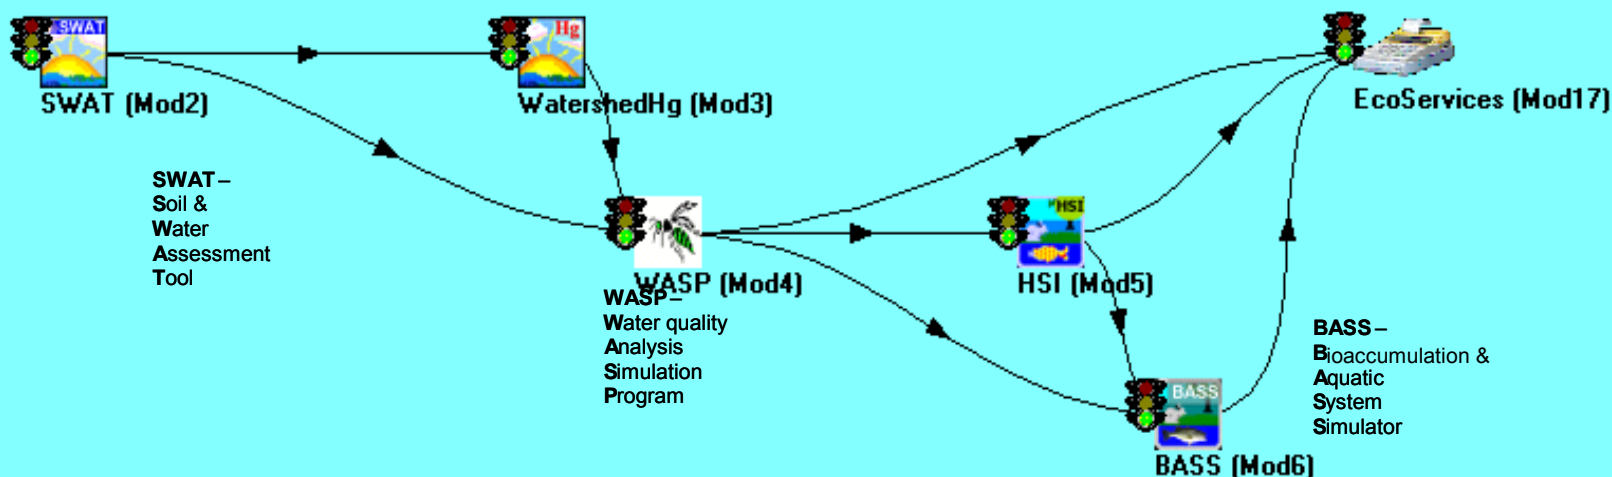 SWAT
Hg
SWAT (Mod2)
WatershedHg (Mod3)
EcoServices (Mod17)
SWAT –
Soil &
Water
Assessment
Tool
HSI
WASP (Mod4)
HSI (Mod5)
WASP –
Water quality
Analysis
Simulation
Program
BASS –
Bioaccumulation &
Aquatic
System
Simulator
BASS
BASS (Mod6)